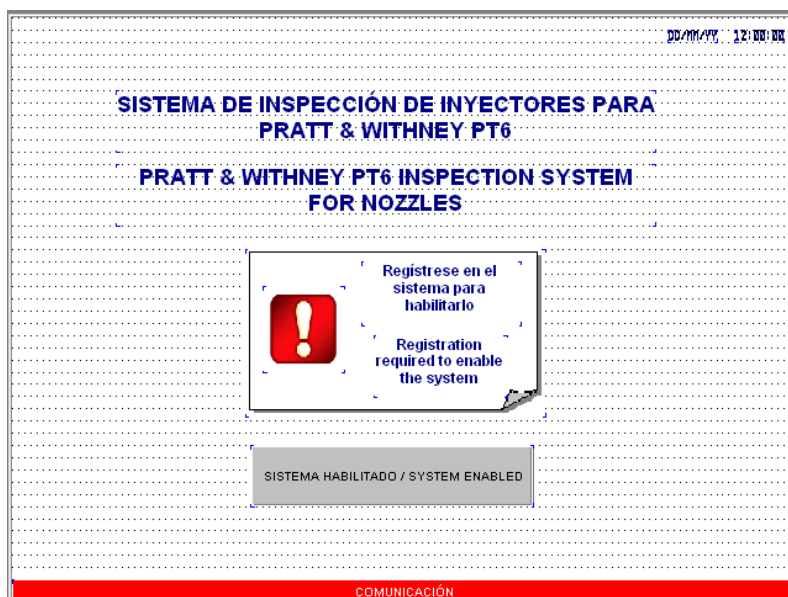 DD/MM/YY 12:00:00
SISTEMA DE INSPECCIÓN DE INYECTORES PARA
PRATT & WITHNEY PT6
PRATT & WITHNEY PT6 INSPECTION SYSTEM
FOR NOZZLES
Regístrese en el
sistema para
habilitarlo
Registration
required to enable
the system
SISTEMA HABILITADO / SYSTEM ENABLED
COMUNICACIÓN